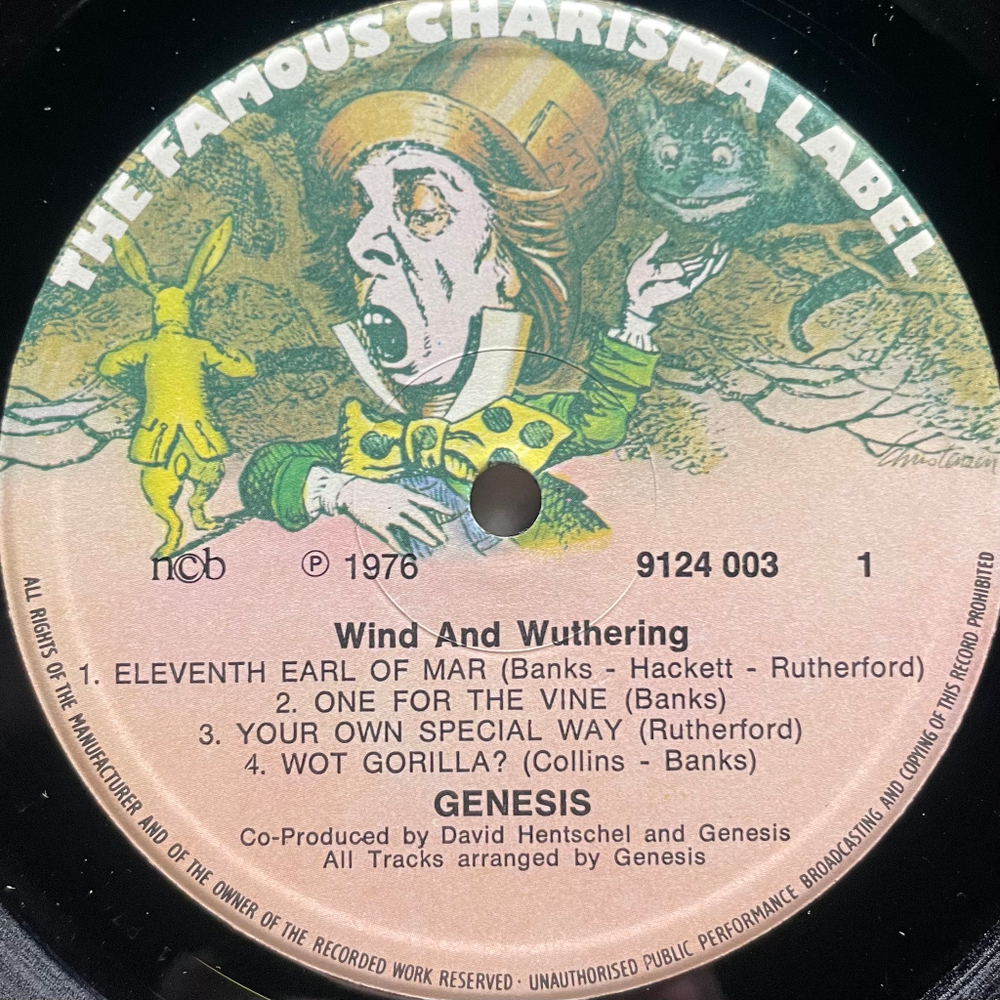 THE FAMOUS CHARISMA LABEL
n©b ℗ 1976 9124 003 1
Wind And Wuthering
1. ELEVENTH EARL OF MAR (Banks - Hackett - Rutherford)
2. ONE FOR THE VINE (Banks)
3. YOUR OWN SPECIAL WAY (Rutherford)
4. WOT GORILLA? (Collins - Banks)
GENESIS
Co-Produced by David Hentschel and Genesis
All Tracks arranged by Genesis
ALL RIGHTS OF THE MANUFACTURER AND OF THE OWNER OF THE RECORDED WORK RESERVED · UNAUTHORISED PUBLIC PERFORMANCE BROADCASTING AND COPYING OF THIS RECORD PROHIBITED